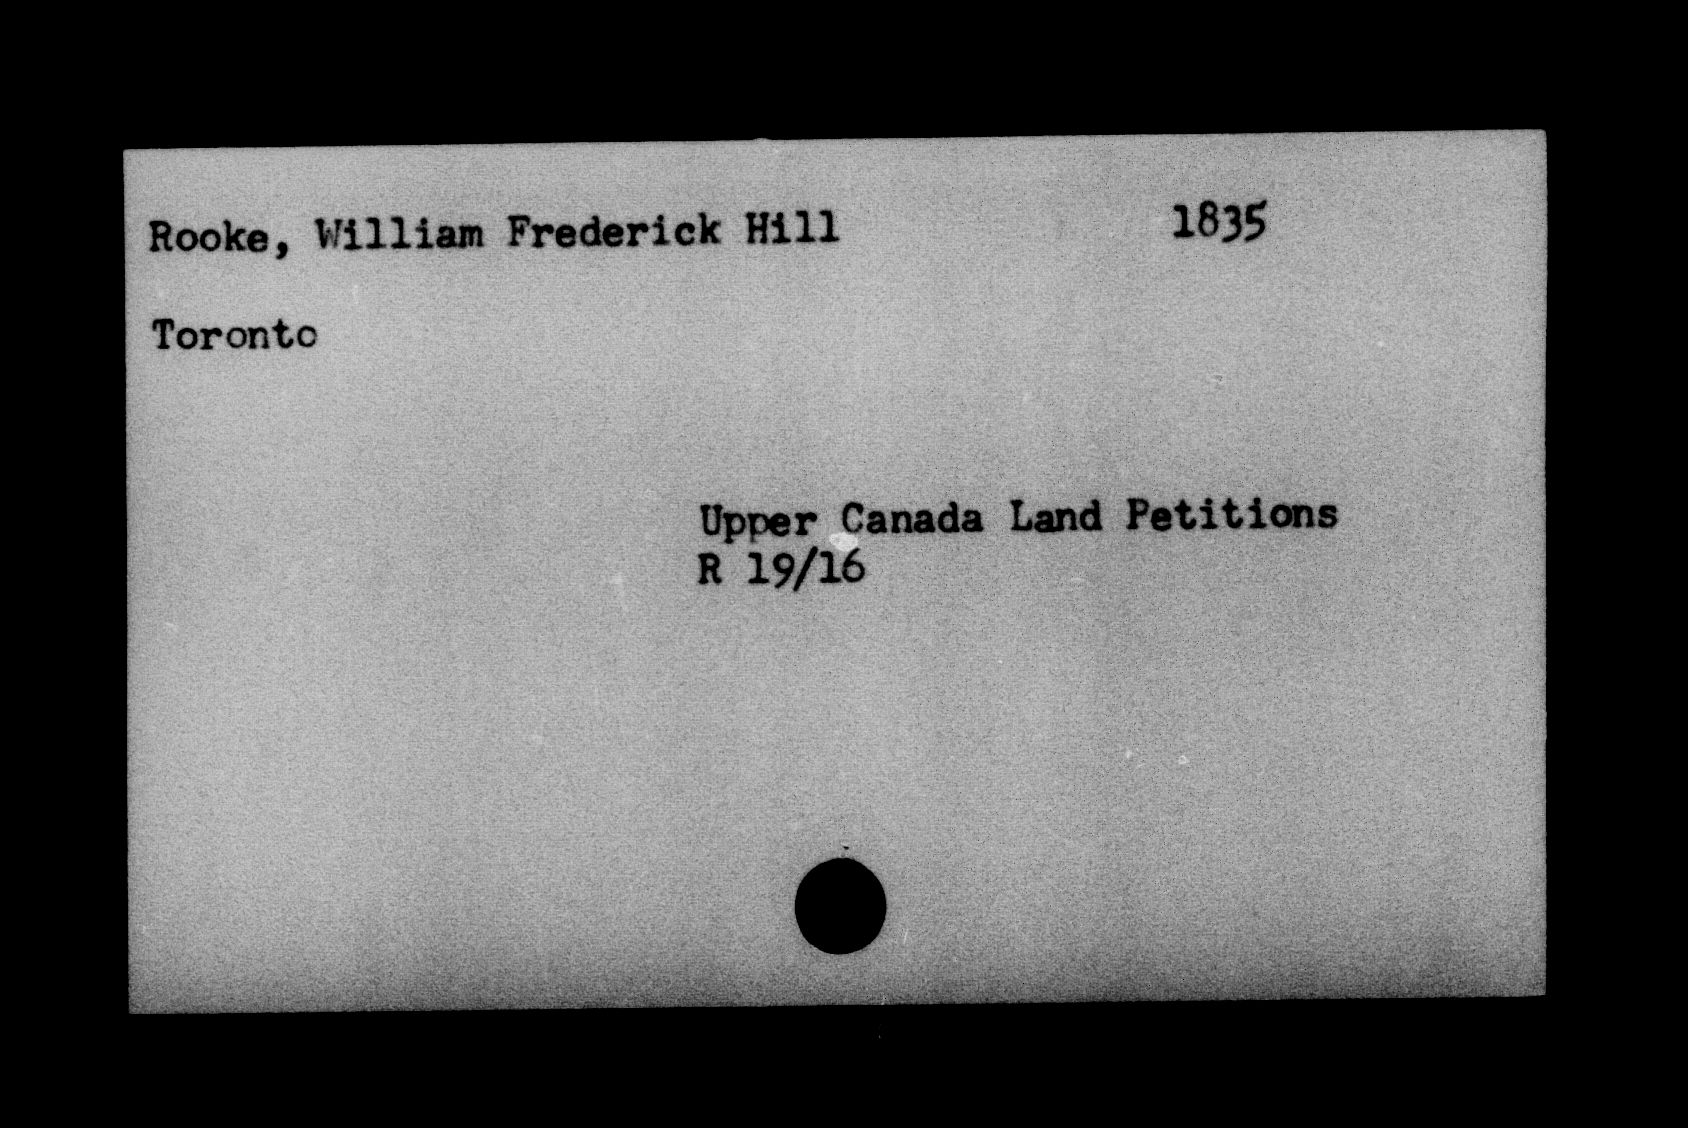 Rooke, William Frederick Hill 1835
Toronto
Upper Canada Land Petitions
R 19/16